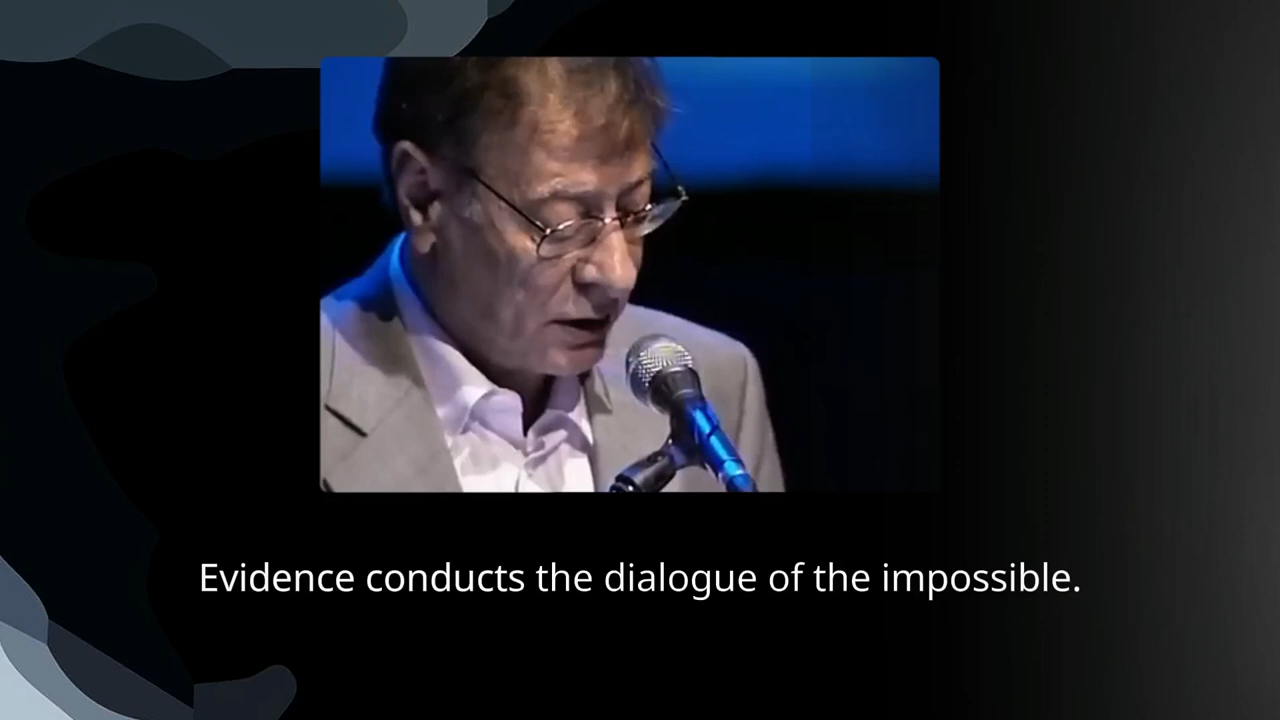 Evidence conducts the dialogue of the impossible.